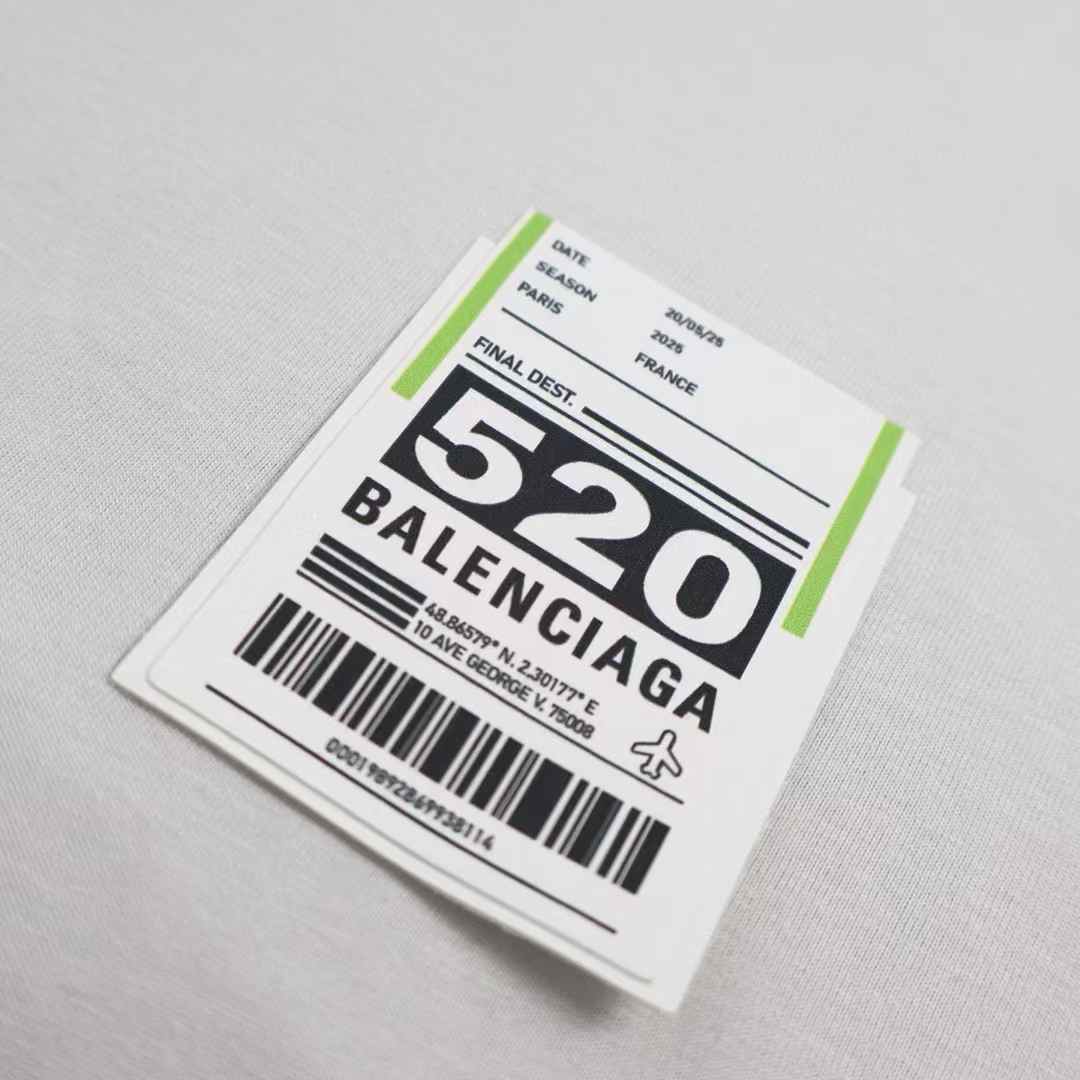 DATE 20/05/25
SEASON 2025
PARIS FRANCE
FINAL DEST.
520
BALENCIAGA
48.86579° N. 2.30177° E
10 AVE GEORGE V. 75008
00019892869938114